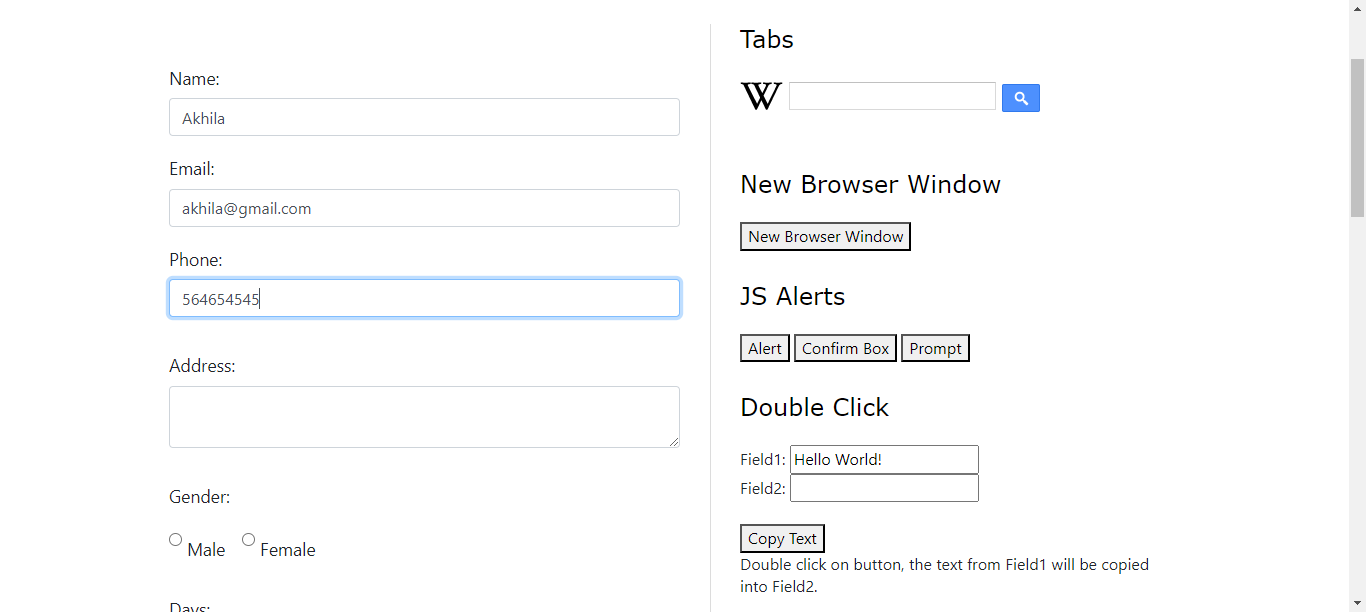 Name:
Akhila
Email:
akhila@gmail.com
Phone:
564654545
Address:
Gender:
Male Female
Days:
Tabs
W
New Browser Window
New Browser Window
JS Alerts
Alert Confirm Box Prompt
Double Click
Field1: Hello World!
Field2:
Copy Text
Double click on button, the text from Field1 will be copied
into Field2.